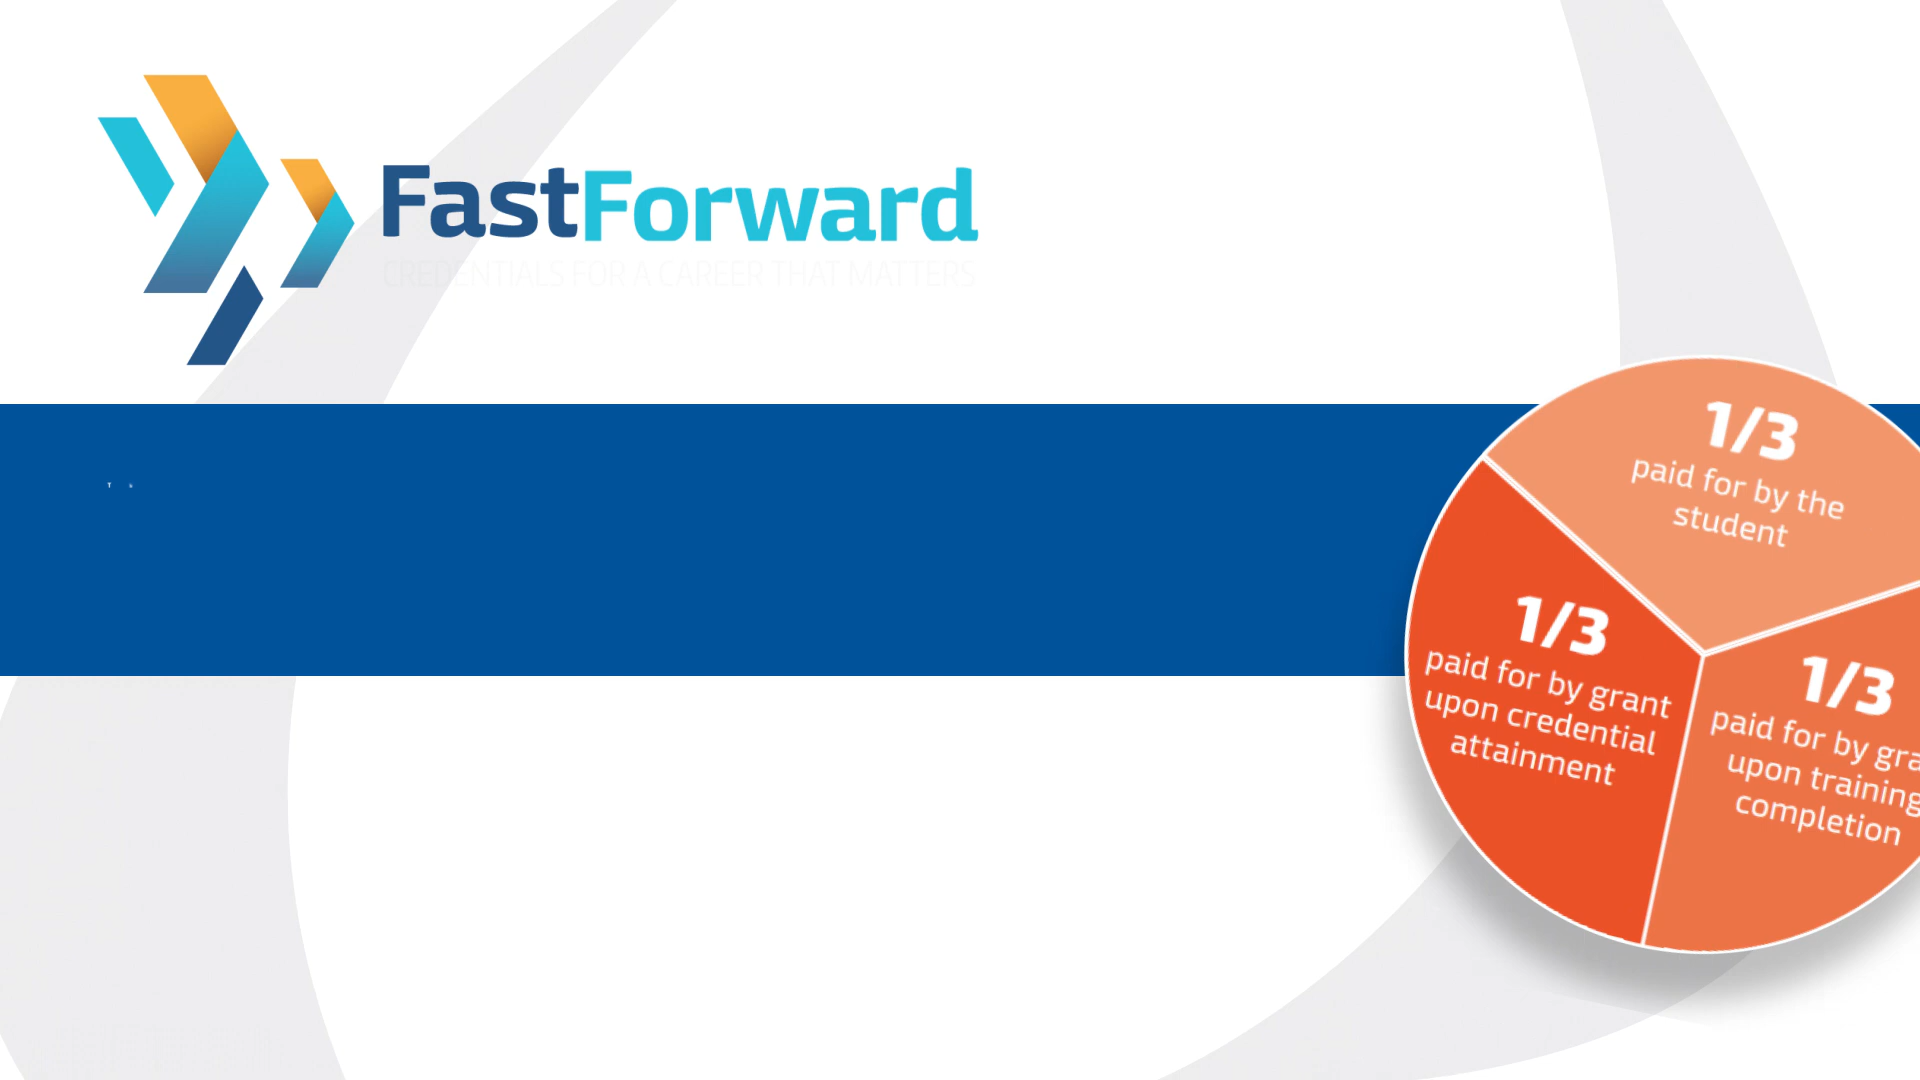 FastForward
CREDENTIALS FOR A CAREER THAT MATTERS
1/3
paid for by the
student
1/3
paid for by grant
upon credential
attainment
1/3
paid for by gra
upon training
completion